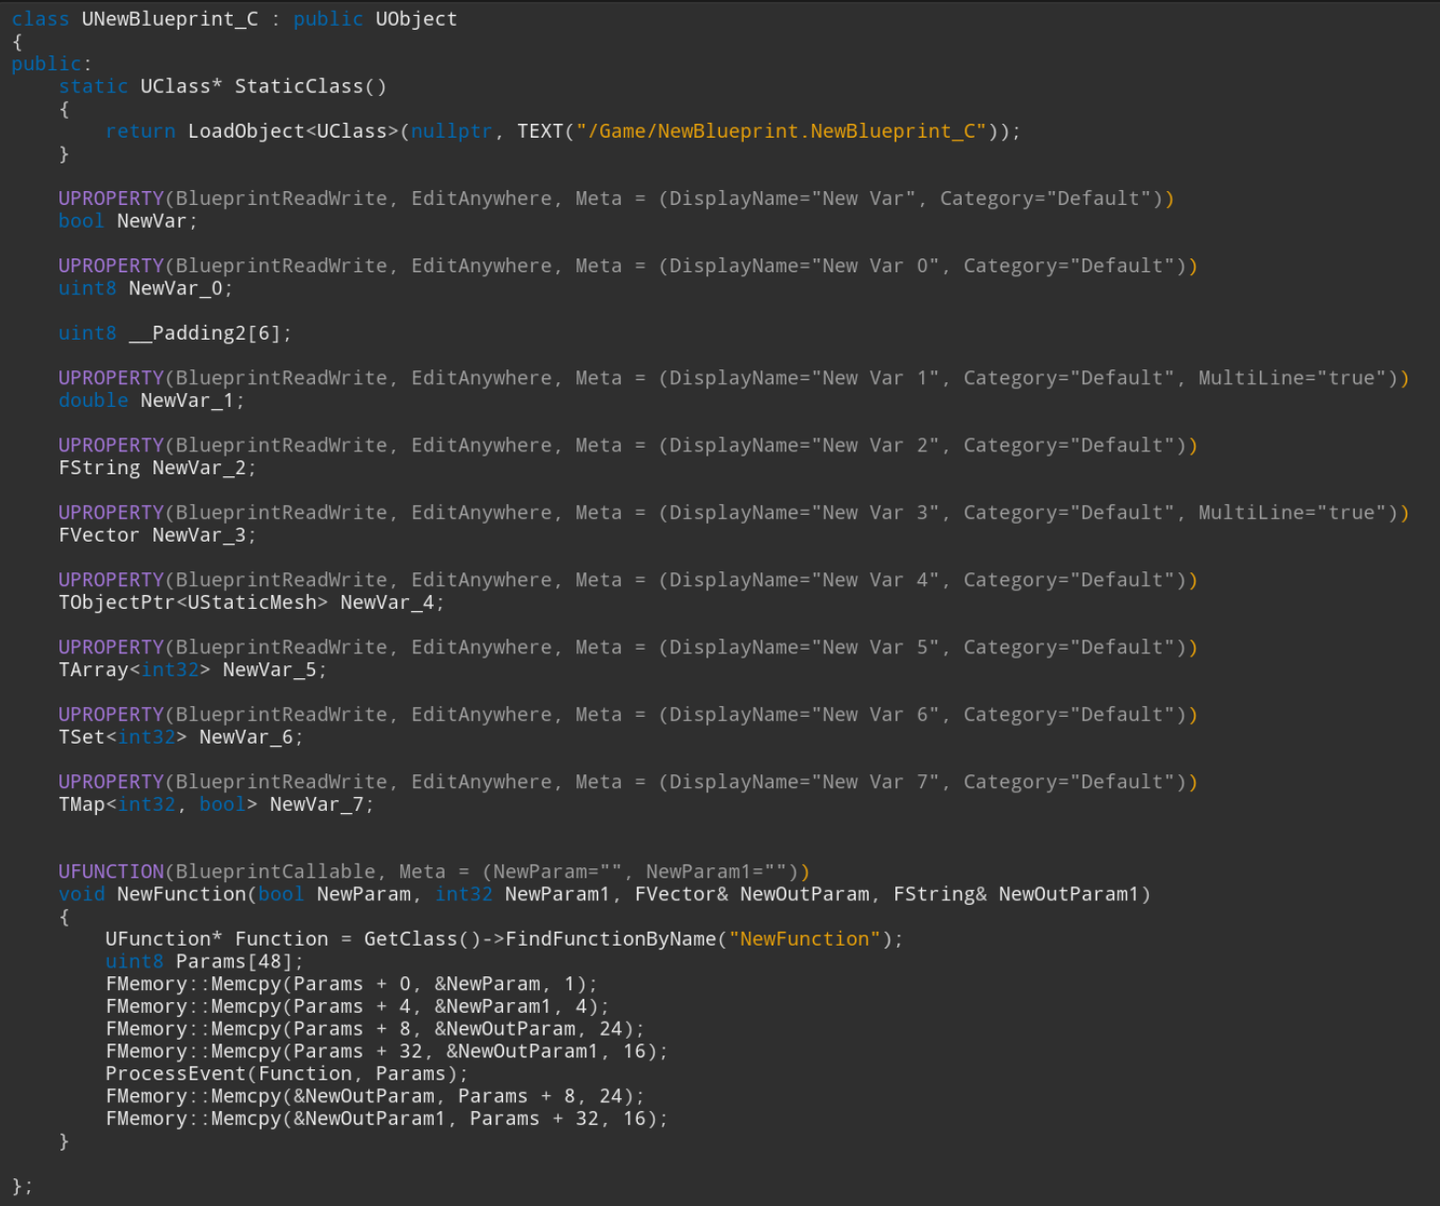 class UNewBlueprint_C : public UObject
{
public:
    static UClass* StaticClass()
    {
        return LoadObject<UClass>(nullptr, TEXT("/Game/NewBlueprint.NewBlueprint_C"));
    }

    UPROPERTY(BlueprintReadWrite, EditAnywhere, Meta = (DisplayName="New Var", Category="Default"))
    bool NewVar;

    UPROPERTY(BlueprintReadWrite, EditAnywhere, Meta = (DisplayName="New Var 0", Category="Default"))
    uint8 NewVar_0;

    uint8 __Padding2[6];

    UPROPERTY(BlueprintReadWrite, EditAnywhere, Meta = (DisplayName="New Var 1", Category="Default", MultiLine="true"))
    double NewVar_1;

    UPROPERTY(BlueprintReadWrite, EditAnywhere, Meta = (DisplayName="New Var 2", Category="Default"))
    FString NewVar_2;

    UPROPERTY(BlueprintReadWrite, EditAnywhere, Meta = (DisplayName="New Var 3", Category="Default", MultiLine="true"))
    FVector NewVar_3;

    UPROPERTY(BlueprintReadWrite, EditAnywhere, Meta = (DisplayName="New Var 4", Category="Default"))
    TObjectPtr<UStaticMesh> NewVar_4;

    UPROPERTY(BlueprintReadWrite, EditAnywhere, Meta = (DisplayName="New Var 5", Category="Default"))
    TArray<int32> NewVar_5;

    UPROPERTY(BlueprintReadWrite, EditAnywhere, Meta = (DisplayName="New Var 6", Category="Default"))
    TSet<int32> NewVar_6;

    UPROPERTY(BlueprintReadWrite, EditAnywhere, Meta = (DisplayName="New Var 7", Category="Default"))
    TMap<int32, bool> NewVar_7;


    UFUNCTION(BlueprintCallable, Meta = (NewParam="", NewParam1=""))
    void NewFunction(bool NewParam, int32 NewParam1, FVector& NewOutParam, FString& NewOutParam1)
    {
        UFunction* Function = GetClass()->FindFunctionByName("NewFunction");
        uint8 Params[48];
        FMemory::Memcpy(Params + 0, &NewParam, 1);
        FMemory::Memcpy(Params + 4, &NewParam1, 4);
        FMemory::Memcpy(Params + 8, &NewOutParam, 24);
        FMemory::Memcpy(Params + 32, &NewOutParam1, 16);
        ProcessEvent(Function, Params);
        FMemory::Memcpy(&NewOutParam, Params + 8, 24);
        FMemory::Memcpy(&NewOutParam1, Params + 32, 16);
    }

};